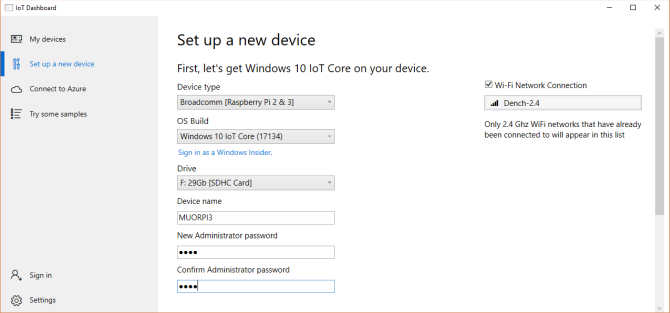 IoT Dashboard
My devices
Set up a new device
Connect to Azure
Try some samples
Sign in
Settings
Set up a new device
First, let's get Windows 10 IoT Core on your device.
Device type
Broadcomm [Raspberry Pi 2 & 3]
OS Build
Windows 10 IoT Core (17134)
Sign in as a Windows Insider.
Drive
F: 29Gb [SDHC Card]
Device name
MUORPI3
New Administrator password
••••
Confirm Administrator password
••••
Wi-Fi Network Connection
Dench-2.4
Only 2.4 Ghz WiFi networks that have already
been connected to will appear in this list